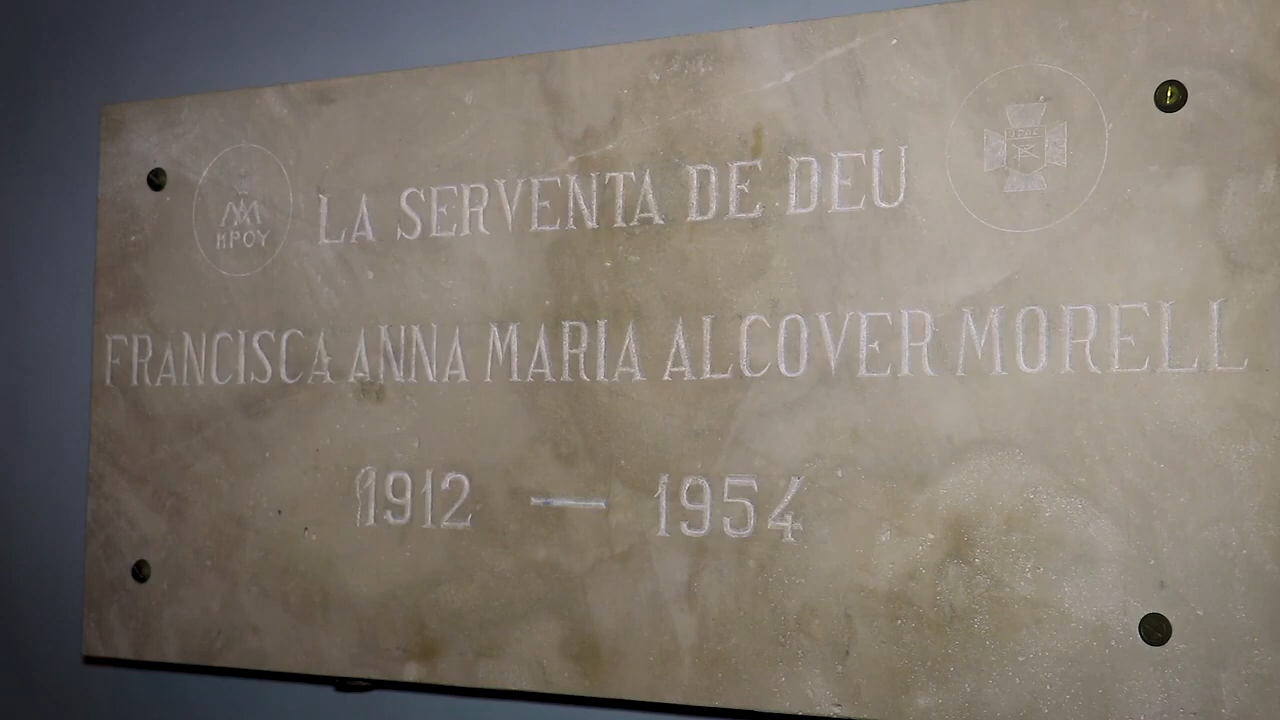 LA SERVENTA DE DEU
FRANCISCA ANNA MARIA ALCOVER MORELL
1912 — 1954